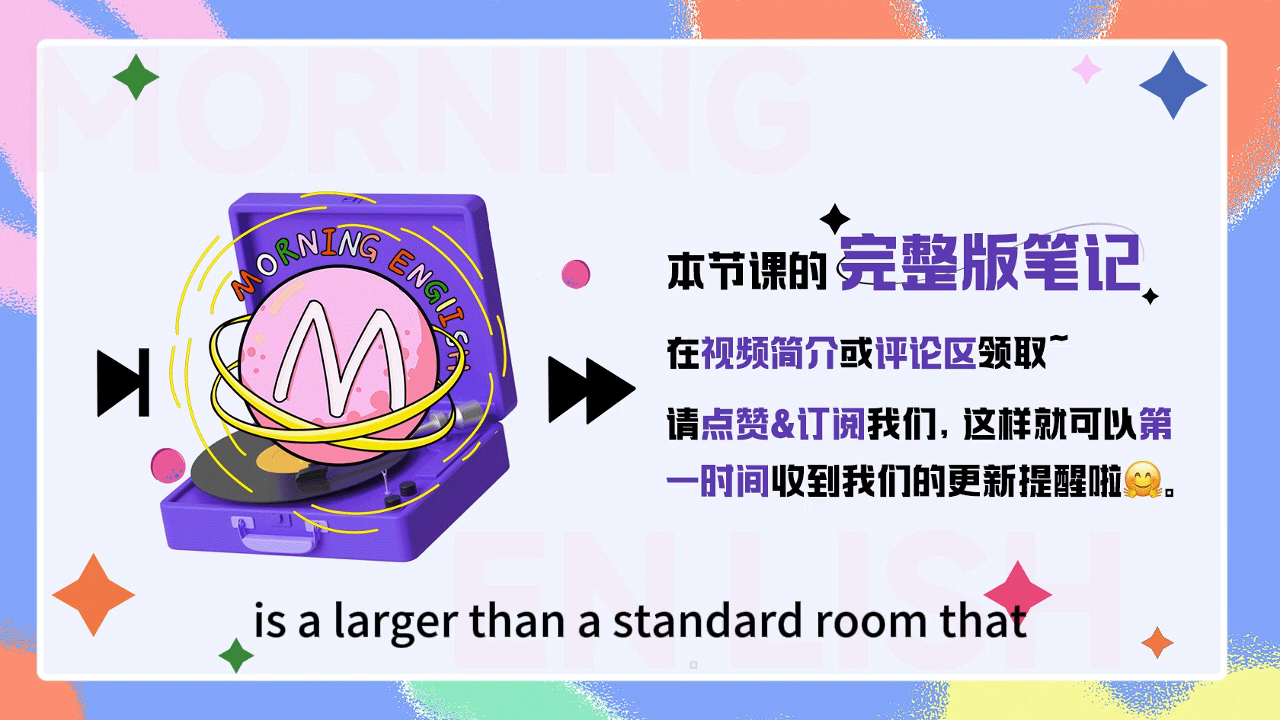 MORNING
MORNING ENGLISH
M
本节课的 完整版笔记
在视频简介或评论区领取~
请点赞&订阅我们, 这样就可以第
一时间收到我们的更新提醒啦🤗。
EN LISH
is a larger than a standard room that